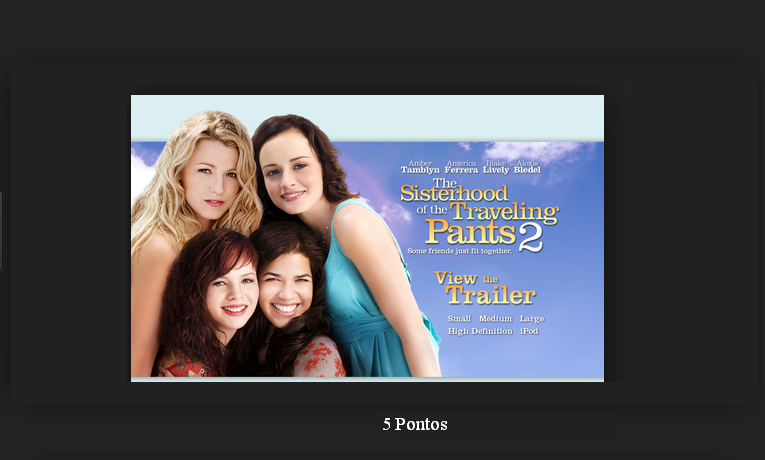 Amber America Blake and Alexis
Tamblyn Ferrera Lively Bledel
The
Sisterhood
of the Traveling
Pants 2
Some friends just fit together.
View the
Trailer
Small Medium Large
High Definition iPod
5 Pontos